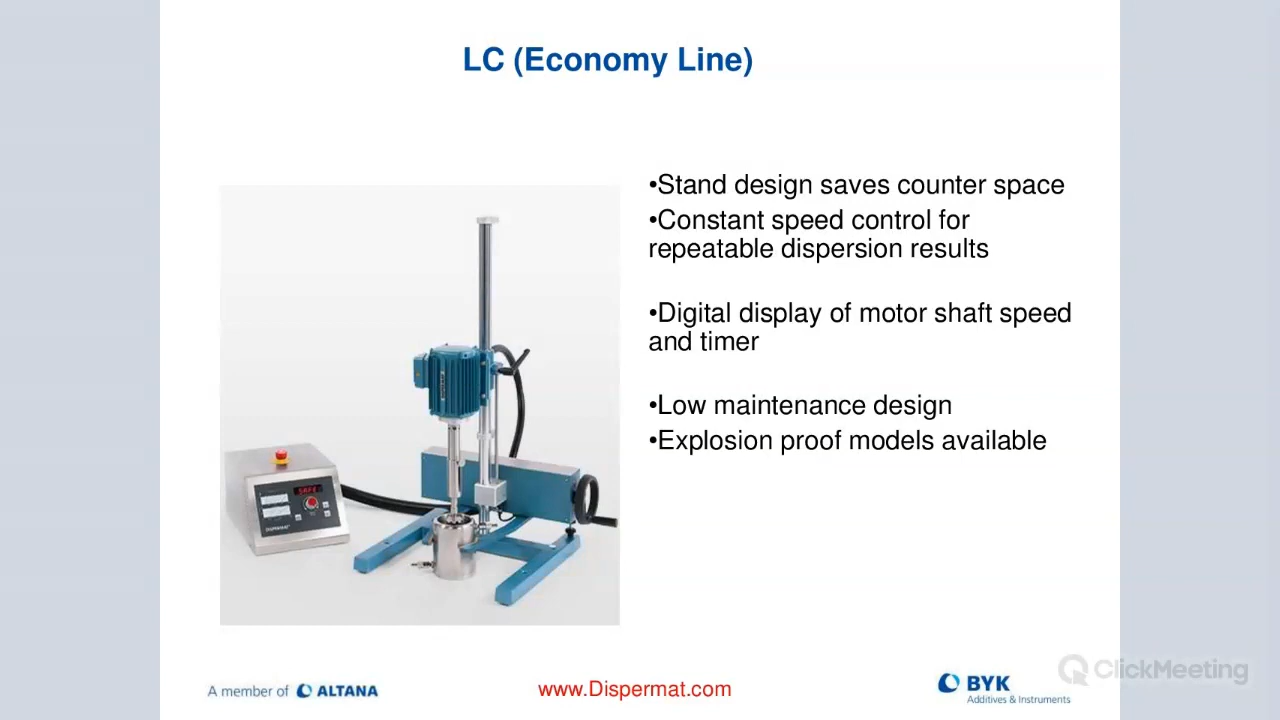 LC (Economy Line)
•Stand design saves counter space
•Constant speed control for
repeatable dispersion results
•Digital display of motor shaft speed
and timer
•Low maintenance design
•Explosion proof models available
SAFE
A member of ALTANA
www.Dispermat.com
BYK
Additives & Instruments
ClickMeeting